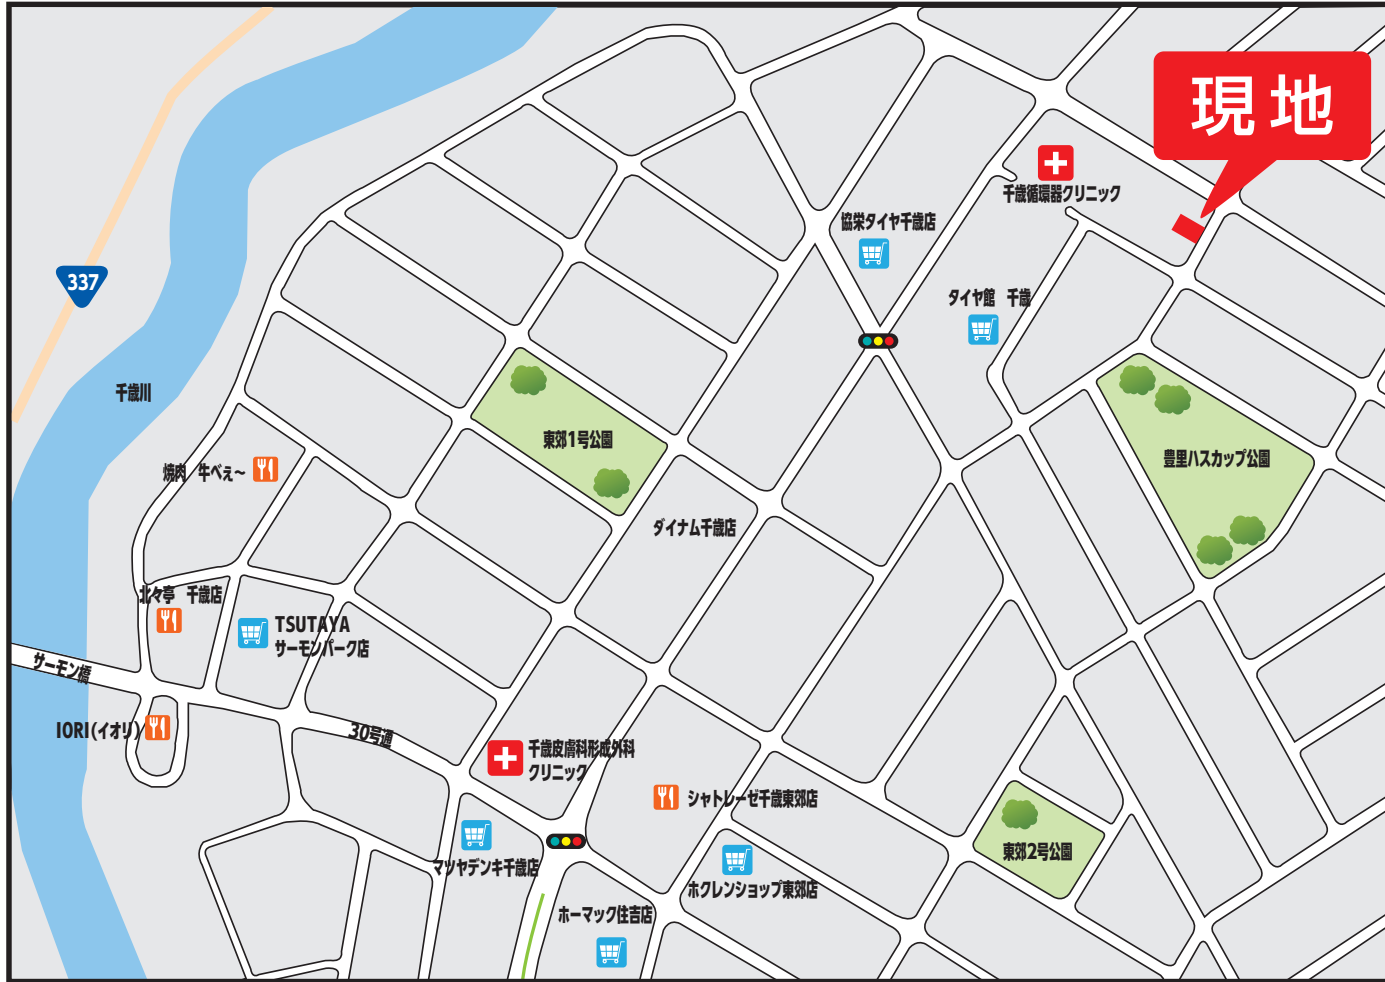 現地
千歳循環器クリニック
協栄タイヤ千歳店
337
タイヤ館　千歳
千歳川
東郊1号公園
豊里ハスカップ公園
焼肉　牛べぇ～
ダイナム千歳店
北々亭　千歳店
TSUTAYA
サーモンパーク店
サーモン橋
IORI(イオリ)
30号通
千歳皮膚科形成外科
クリニック
シャトレーゼ千歳東郊店
東郊2号公園
マツヤデンキ千歳店
ホクレンショップ東郊店
ホーマック住吉店